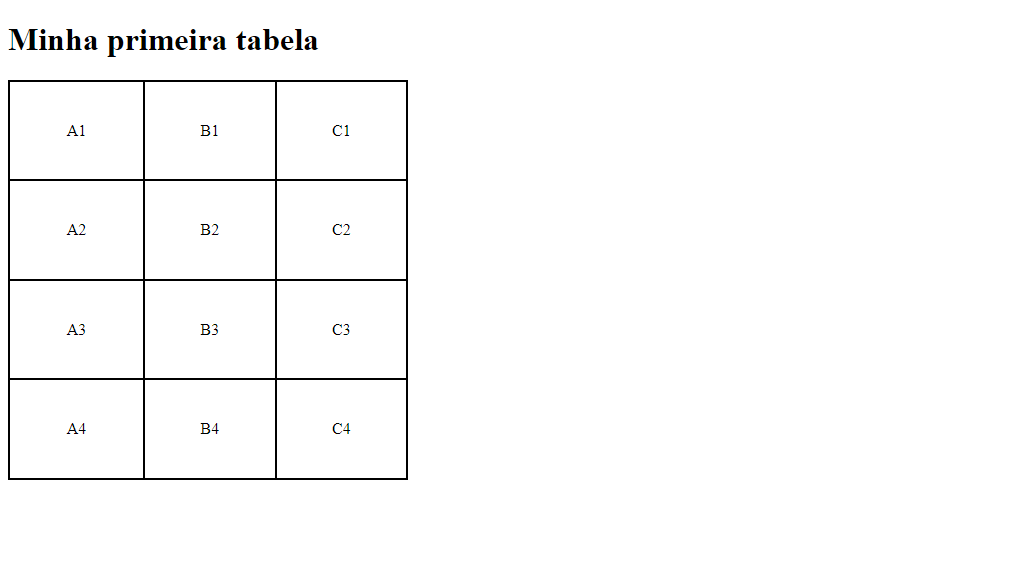 Minha primeira tabela
A1 B1 C1
A2 B2 C2
A3 B3 C3
A4 B4 C4